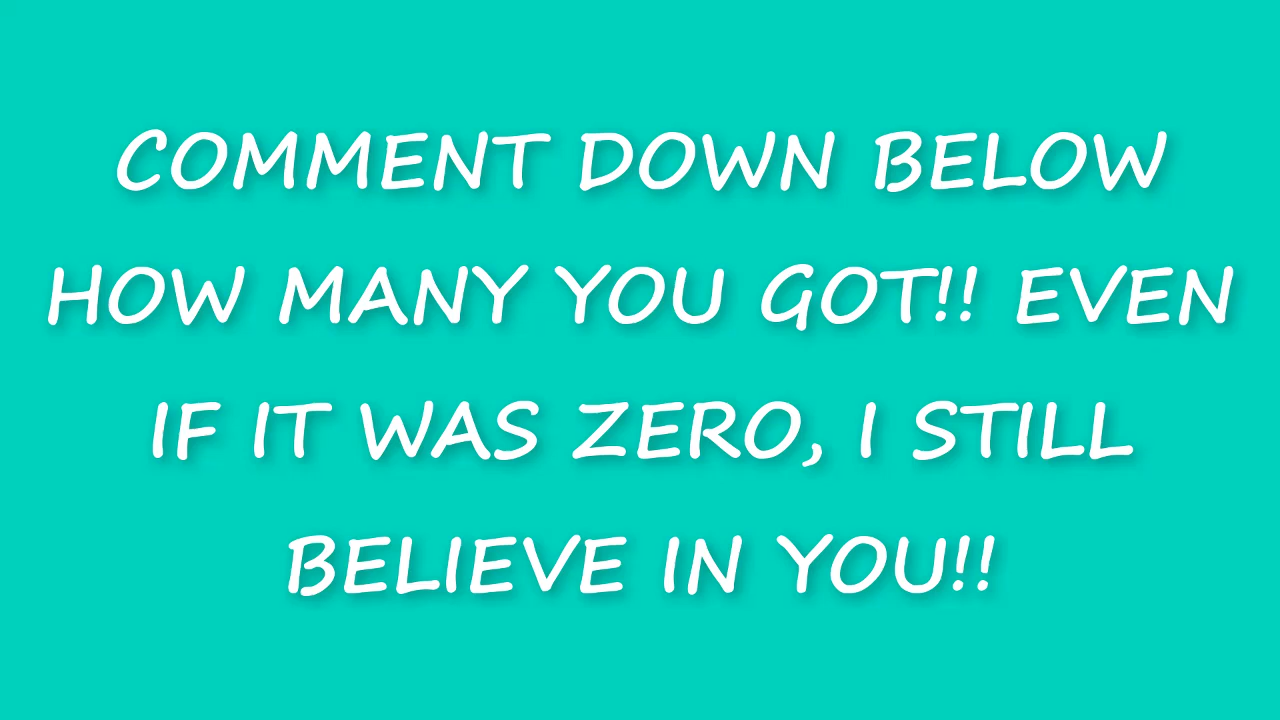 COMMENT DOWN BELOW
HOW MANY YOU GOT!! EVEN
IF IT WAS ZERO, I STILL
BELIEVE IN YOU!!